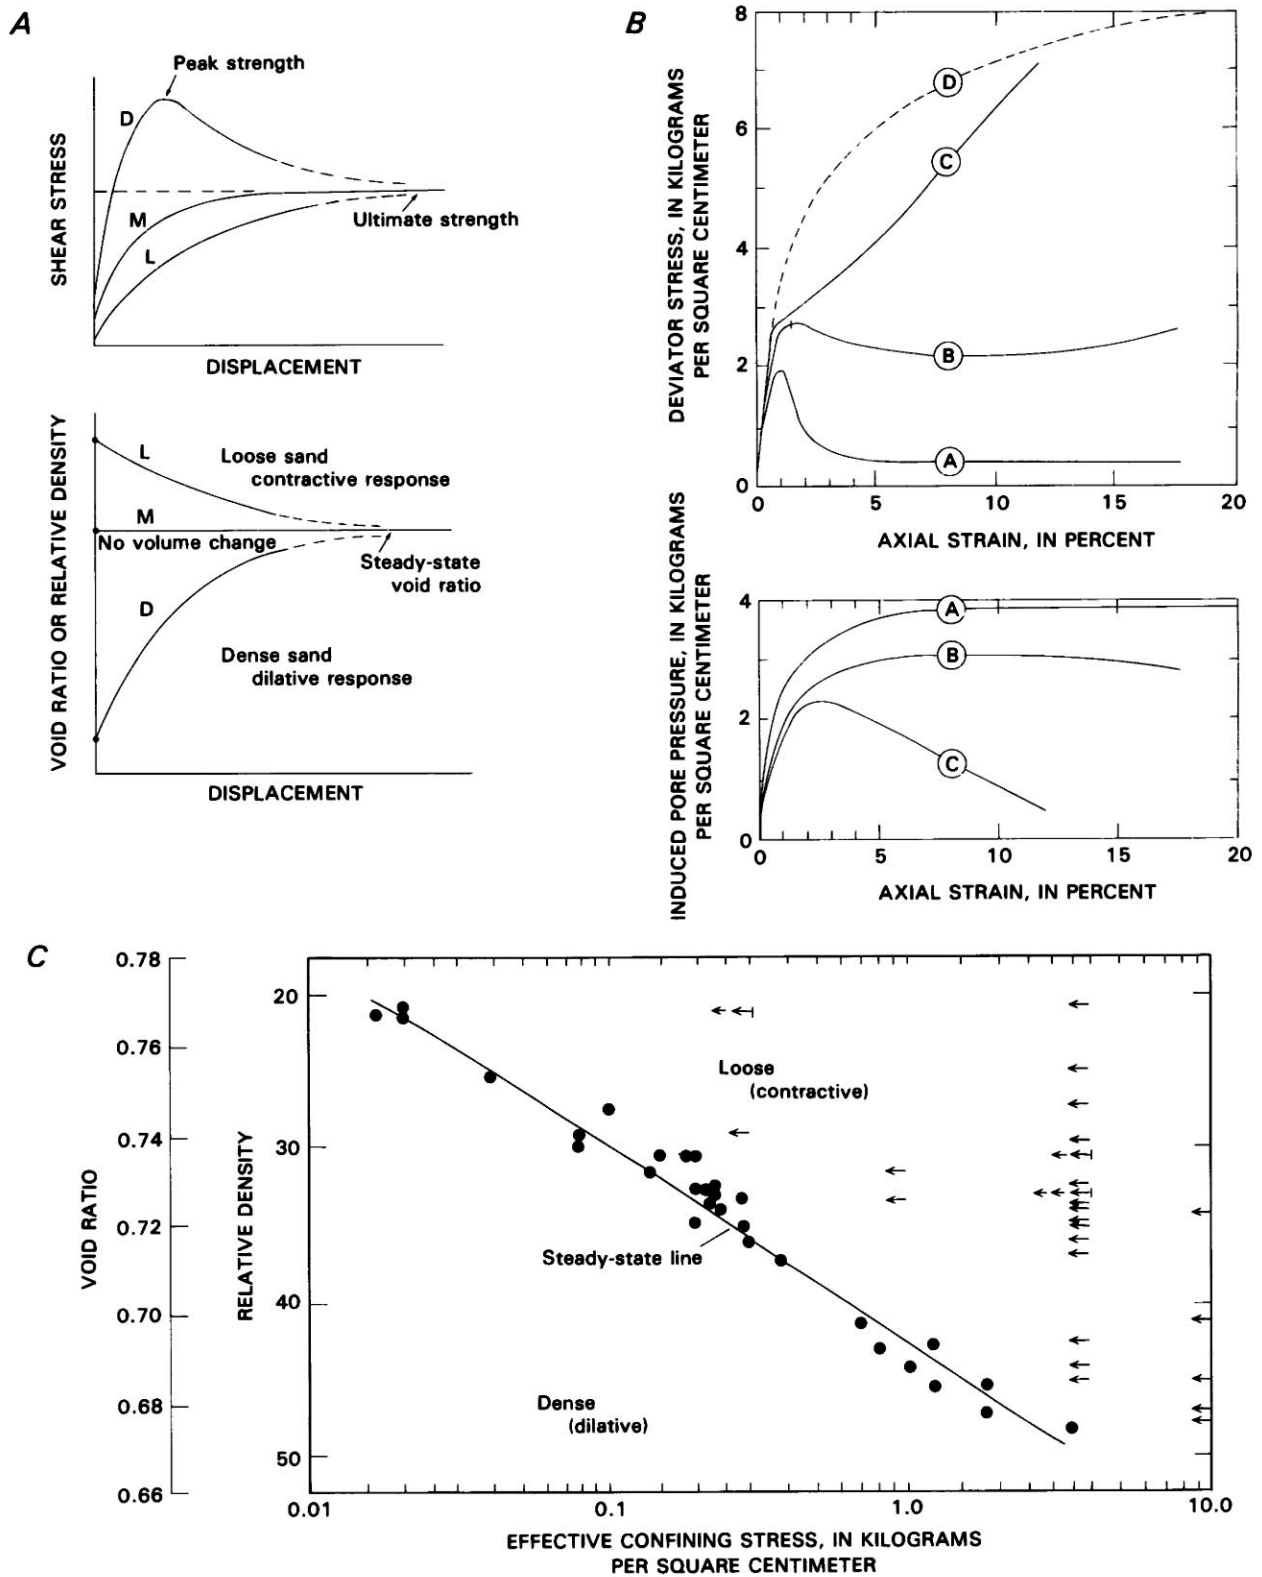 A
Peak strength
D
M
L
Ultimate strength
SHEAR STRESS
DISPLACEMENT
L
Loose sand
contractive response
M
No volume change
Steady-state
void ratio
D
Dense sand
dilative response
VOID RATIO OR RELATIVE DENSITY
DISPLACEMENT
B
8
6
4
2
0
DEVIATOR STRESS, IN KILOGRAMS
PER SQUARE CENTIMETER
D
C
B
A
0 5 10 15 20
AXIAL STRAIN, IN PERCENT
4
2
0
INDUCED PORE PRESSURE, IN KILOGRAMS
PER SQUARE CENTIMETER
A
B
C
0 5 10 15 20
AXIAL STRAIN, IN PERCENT
C
0.78
0.76
0.74
0.72
0.70
0.68
0.66
VOID RATIO
20
30
40
50
RELATIVE DENSITY
Loose
(contractive)
Steady-state line
Dense
(dilative)
0.01 0.1 1.0 10.0
EFFECTIVE CONFINING STRESS, IN KILOGRAMS
PER SQUARE CENTIMETER